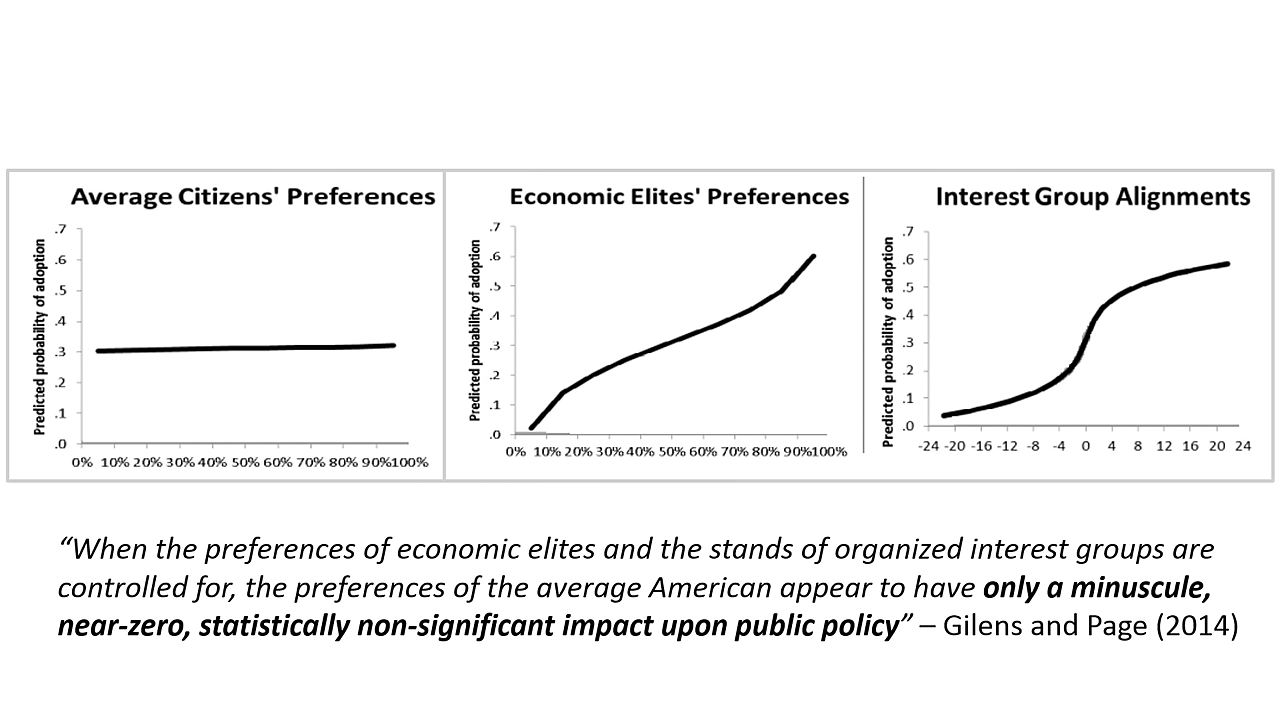 Average Citizens' Preferences
Predicted probability of adoption
.7
.6
.5
.4
.3
.2
.1
.0
0% 10% 20% 30% 40% 50% 60% 70% 80% 90%100%
Economic Elites' Preferences
Predicted probability of adoption
.7
.6
.5
.4
.3
.2
.1
.0
0% 10% 20% 30% 40% 50% 60% 70% 80% 90%100%
Interest Group Alignments
Predicted probability of adoption
.7
.6
.5
.4
.3
.2
.1
.0
-24 -20 -16 -12 -8 -4 0 4 8 12 16 20 24
“When the preferences of economic elites and the stands of organized interest groups are
controlled for, the preferences of the average American appear to have only a minuscule,
near-zero, statistically non-significant impact upon public policy” – Gilens and Page (2014)